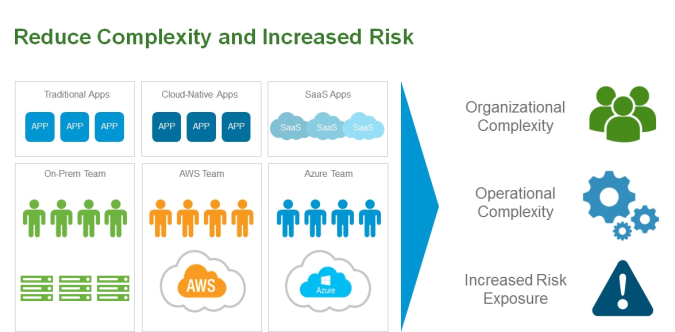 Reduce Complexity and Increased Risk
Traditional Apps
APP APP APP
Cloud-Native Apps
APP APP APP
SaaS Apps
SaaS SaaS SaaS
On-Prem Team
AWS Team
AWS
Azure Team
Azure
Organizational
Complexity
Operational
Complexity
Increased Risk
Exposure